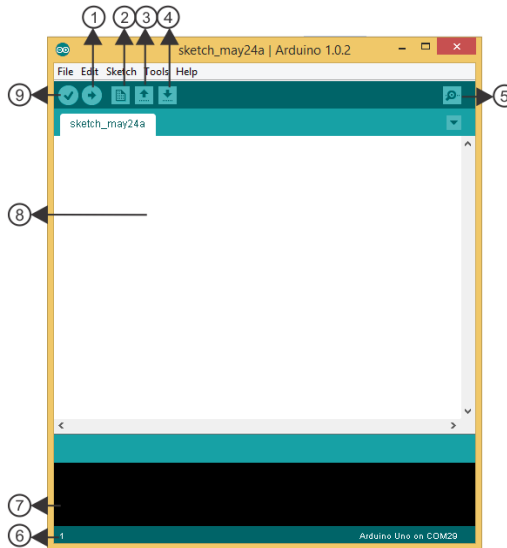 ① ② ③ ④
sketch_may24a | Arduino 1.0.2
File Edit Sketch Tools Help
⑨
⑤
sketch_may24a
⑧
⑦
⑥
1 Arduino Uno on COM29